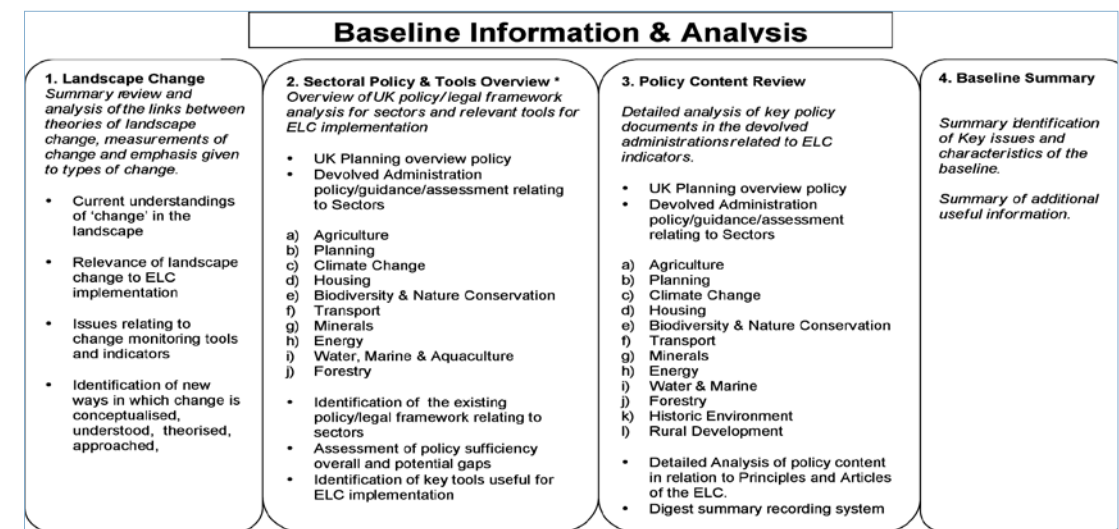 Baseline Information & Analysis
1. Landscape Change
Summary review and
analysis of the links between
theories of landscape
change, measurements of
change and emphasis given
to types of change.
• Current understandings
of 'change' in the
landscape
• Relevance of landscape
change to ELC
implementation
• Issues relating to
change monitoring tools
and indicators
• Identification of new
ways in which change is
conceptualised,
understood, theorised,
approached,
2. Sectoral Policy & Tools Overview *
Overview of UK policy/legal framework
analysis for sectors and relevant tools for
ELC implementation
• UK Planning overview policy
• Devolved Administration
policy/guidance/assessment relating
to Sectors
a) Agriculture
b) Planning
c) Climate Change
d) Housing
e) Biodiversity & Nature Conservation
f) Transport
g) Minerals
h) Energy
i) Water, Marine & Aquaculture
j) Forestry
• Identification of the existing
policy/legal framework relating to
sectors
• Assessment of policy sufficiency
overall and potential gaps
• Identification of key tools useful for
ELC implementation
3. Policy Content Review
Detailed analysis of key policy
documents in the devolved
administrations related to ELC
indicators.
• UK Planning overview policy
• Devolved Administration
policy/guidance/assessment
relating to Sectors
a) Agriculture
b) Planning
c) Climate Change
d) Housing
e) Biodiversity & Nature Conservation
f) Transport
g) Minerals
h) Energy
i) Water & Marine
j) Forestry
k) Historic Environment
l) Rural Development
• Detailed Analysis of policy content
in relation to Principles and Articles
of the ELC.
• Digest summary recording system
4. Baseline Summary
Summary identification
of Key issues and
characteristics of the
baseline.
Summary of additional
useful information.